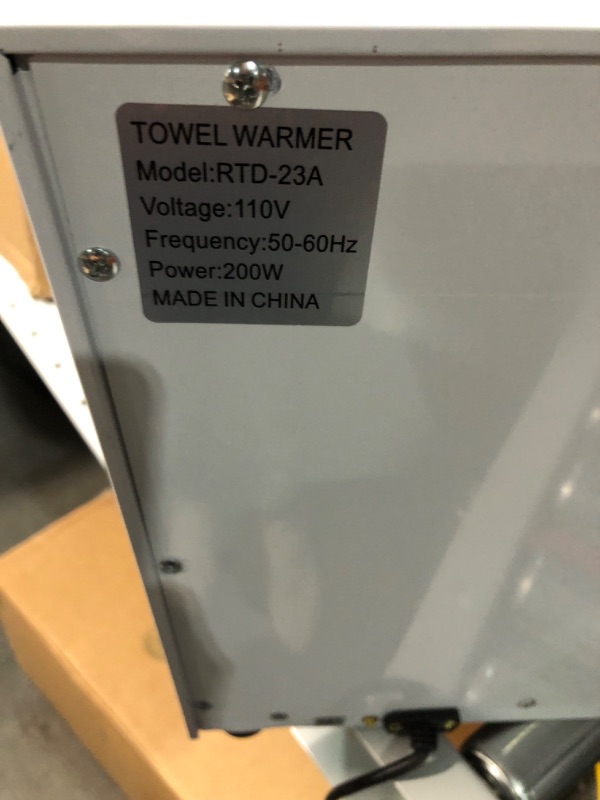 TOWEL WARMER
Model:RTD-23A
Voltage:110V
Frequency:50-60Hz
Power:200W
MADE IN CHINA